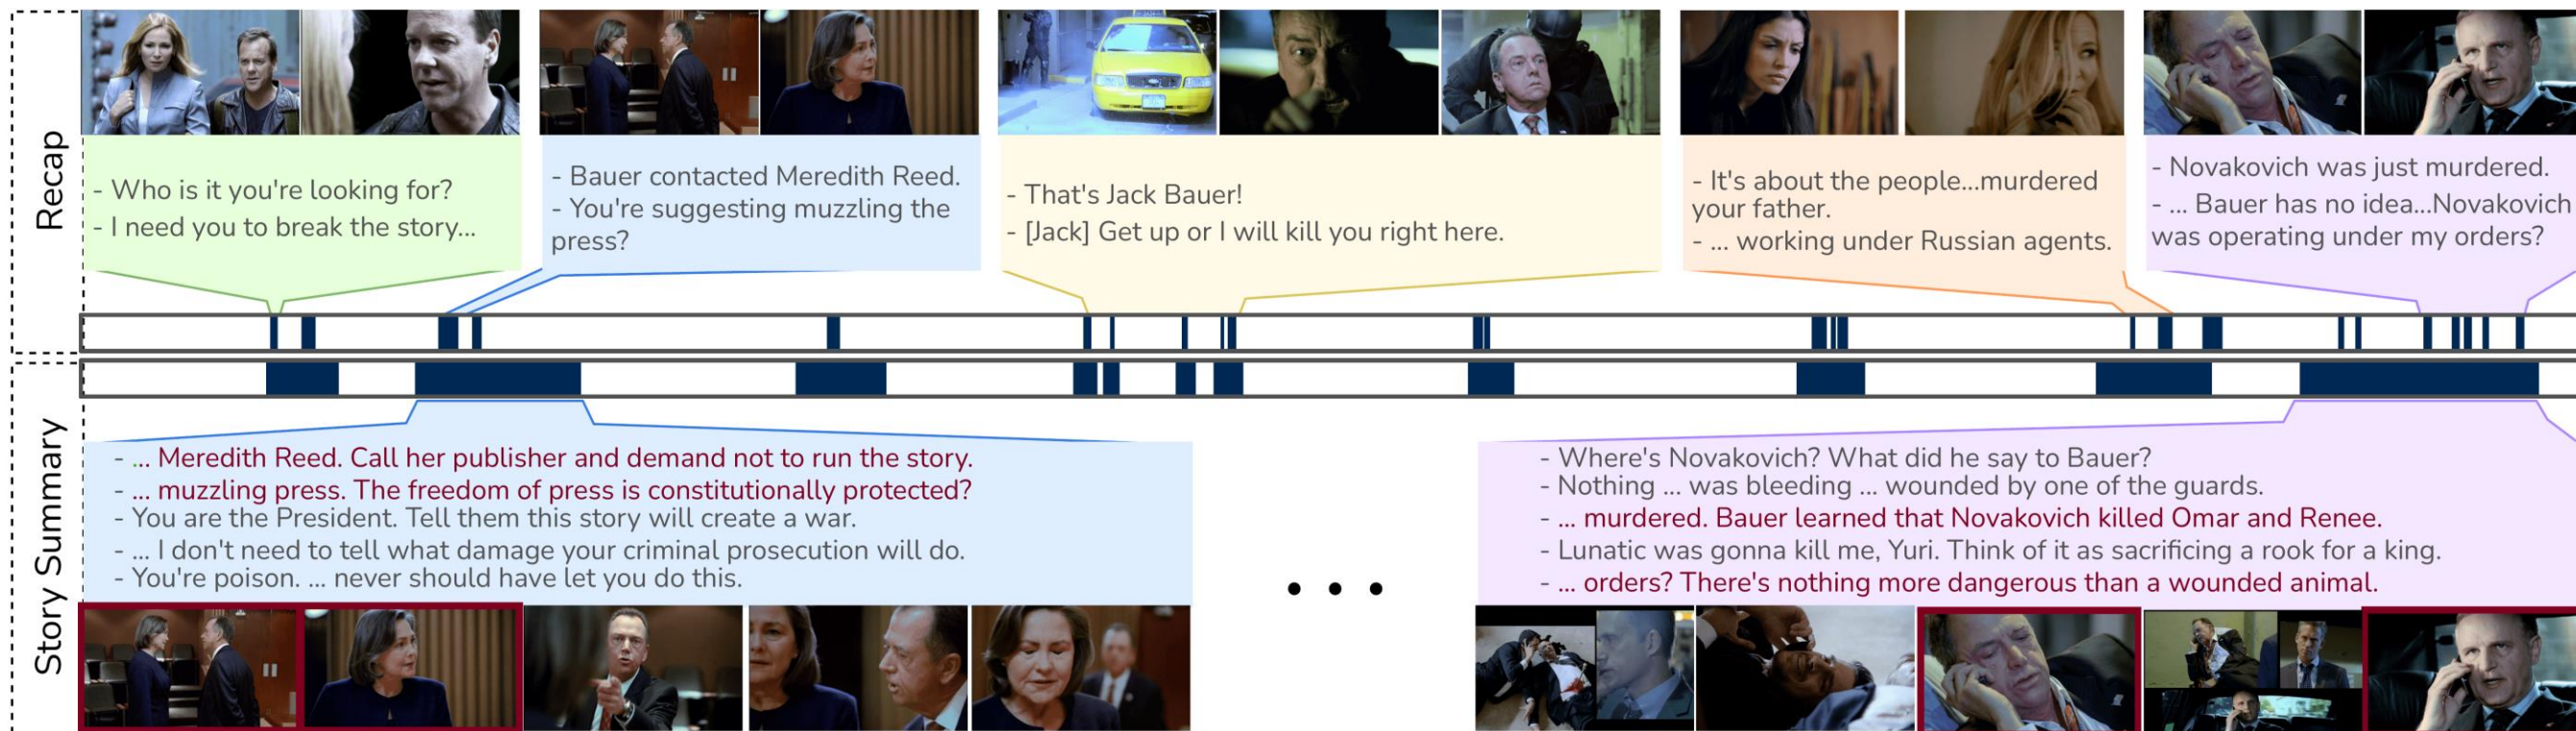 Recap
- Who is it you're looking for?
- I need you to break the story...
- Bauer contacted Meredith Reed.
- You're suggesting muzzling the
press?
- That's Jack Bauer!
- [Jack] Get up or I will kill you right here.
- It's about the people...murdered
your father.
- ... working under Russian agents.
- Novakovich was just murdered.
- ... Bauer has no idea...Novakovich
was operating under my orders?
Story Summary
- ... Meredith Reed. Call her publisher and demand not to run the story.
- ... muzzling press. The freedom of press is constitutionally protected?
- You are the President. Tell them this story will create a war.
- ... I don't need to tell what damage your criminal prosecution will do.
- You're poison. ... never should have let you do this.
• • •
- Where's Novakovich? What did he say to Bauer?
- Nothing ... was bleeding ... wounded by one of the guards.
- ... murdered. Bauer learned that Novakovich killed Omar and Renee.
- Lunatic was gonna kill me, Yuri. Think of it as sacrificing a rook for a king.
- ... orders? There's nothing more dangerous than a wounded animal.